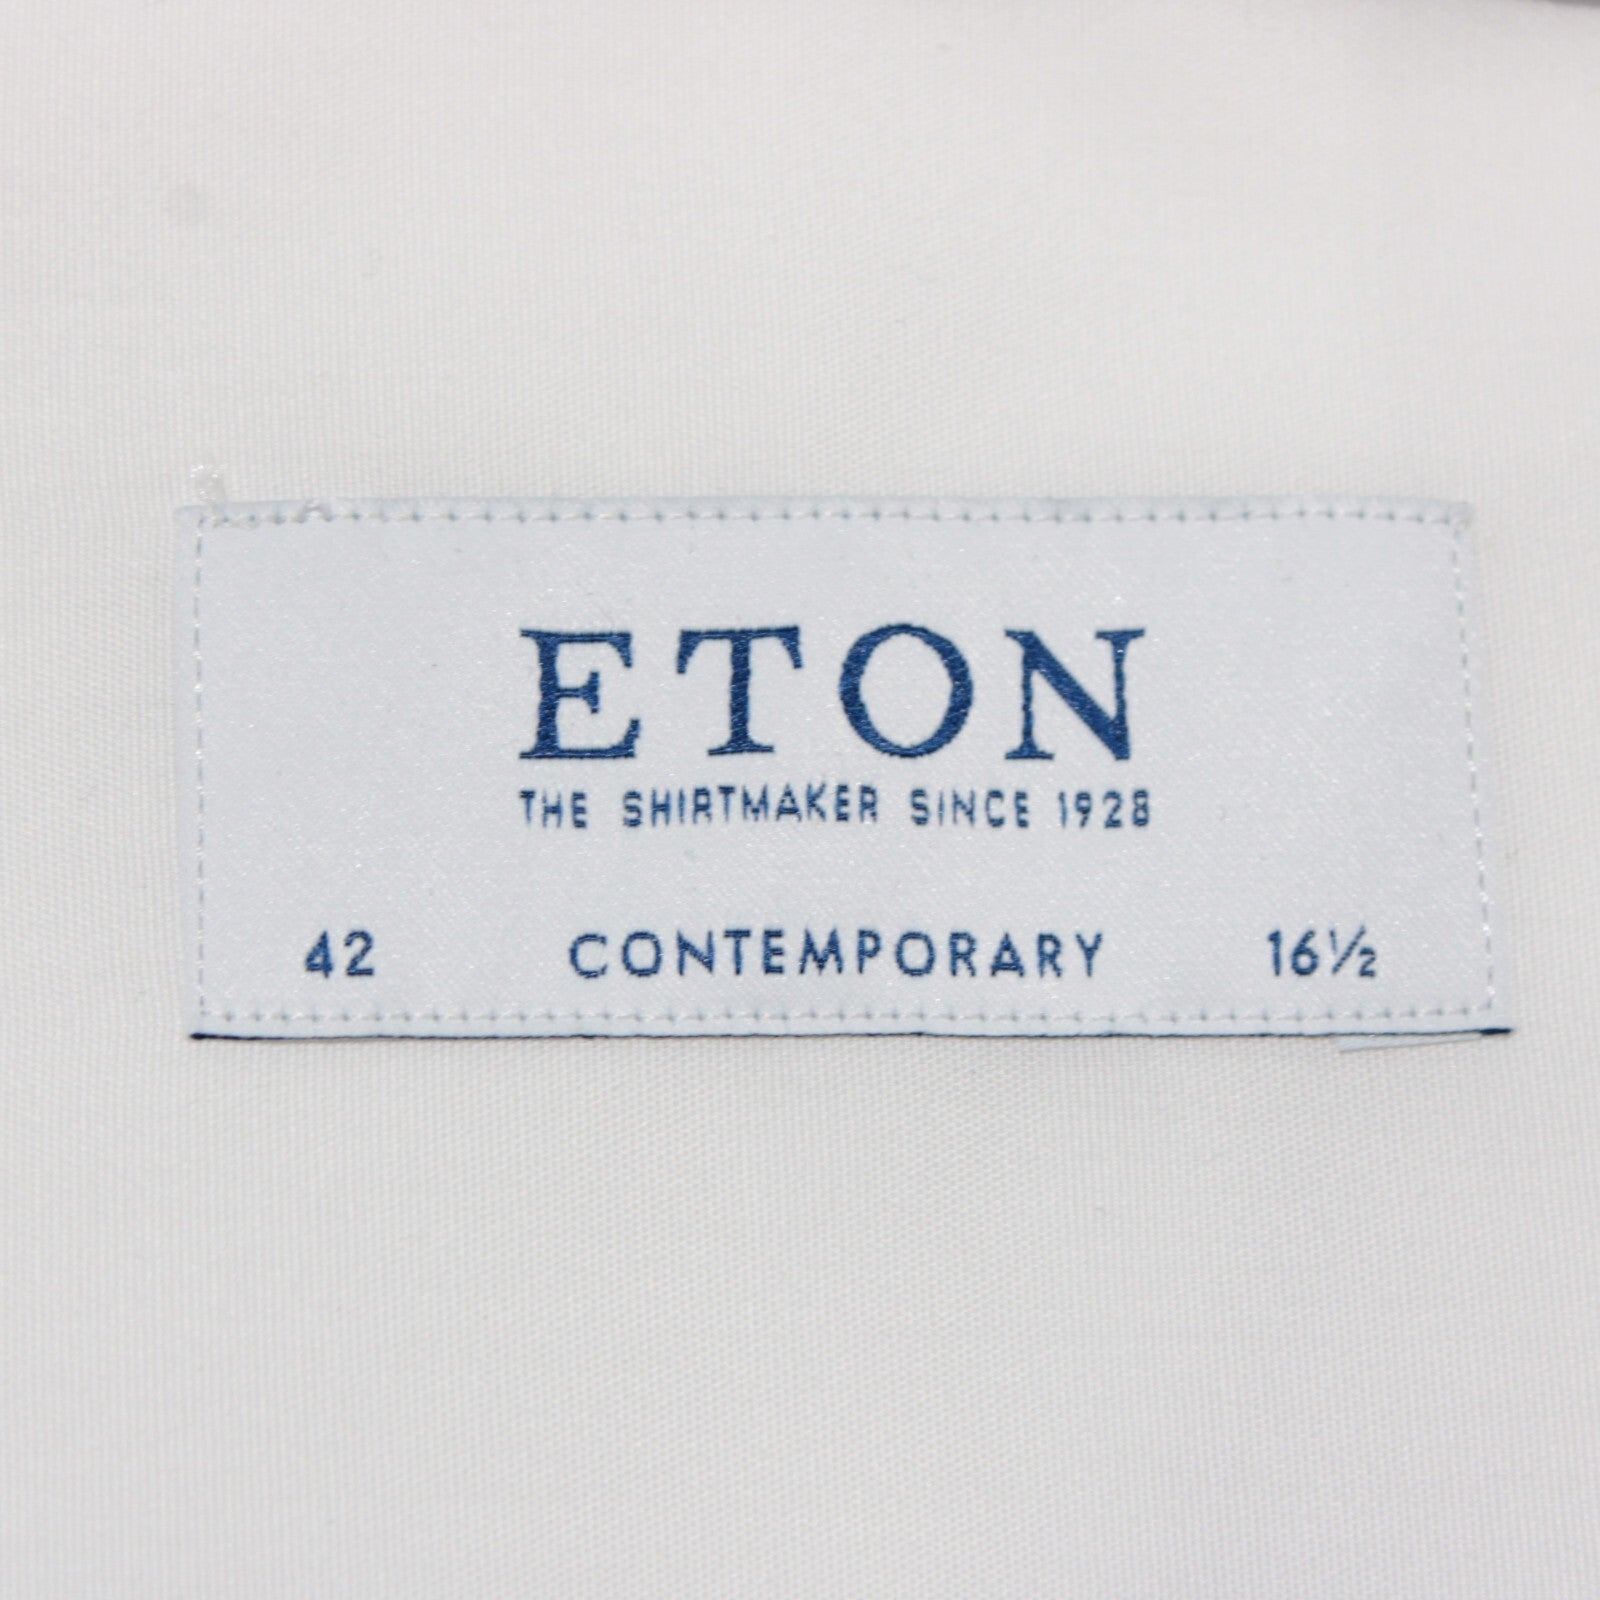 ETON
THE SHIRTMAKER SINCE 1928
42 CONTEMPORARY 16½